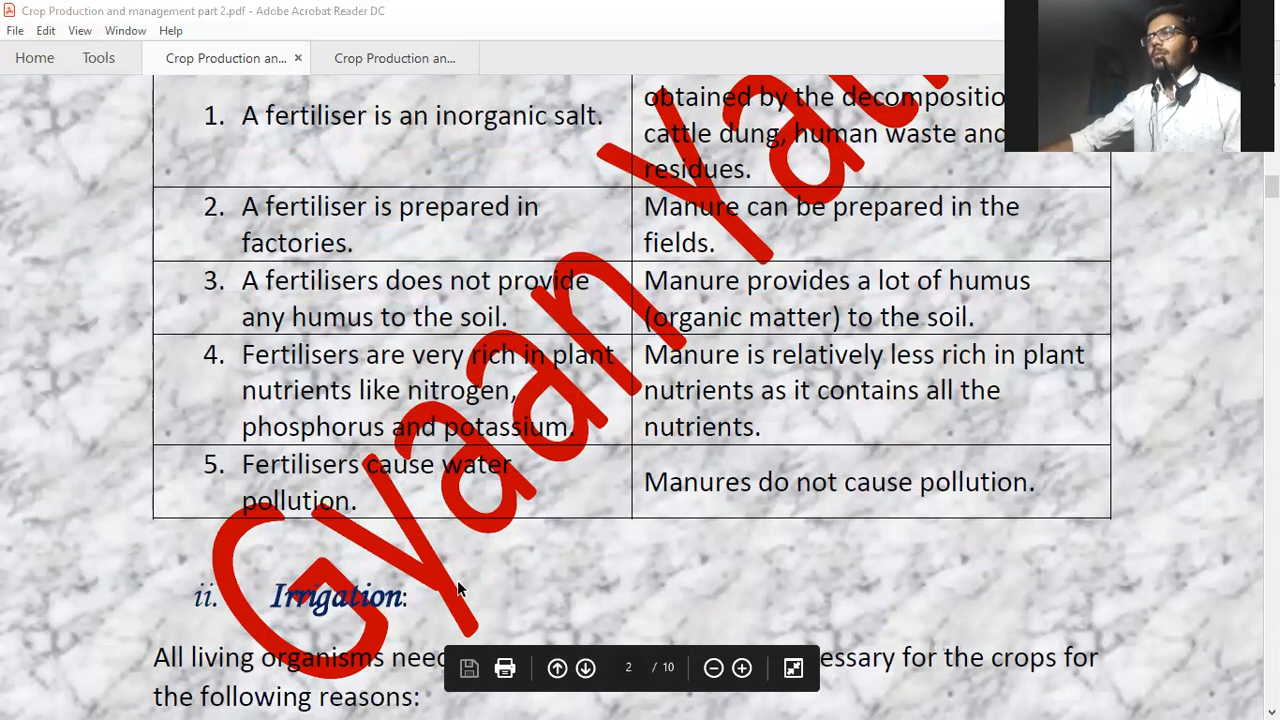 Crop Production and management part 2.pdf - Adobe Acrobat Reader DC
File Edit View Window Help
Home Tools Crop Production an... × Crop Production an...
obtained by the
1. A fertiliser is an inorganic salt.
cattle dung, human waste and
residues.
2. A fertiliser is prepared in
factories.
Manure can be prepared in the
fields.
3. A fertilisers does not provide
any humus to the soil.
Manure provides a lot of humus
(organic matter) to the soil.
4. Fertilisers are very rich in plant
nutrients like nitrogen,
phosphorus and potassium.
Manure is relatively less rich in plant
nutrients as it contains all the
nutrients.
5. Fertilisers cause water
pollution.
Manures do not cause pollution.
ii. Irrigation:
All living organisms for the crops for
the following reasons:
2 / 10
Gyaan